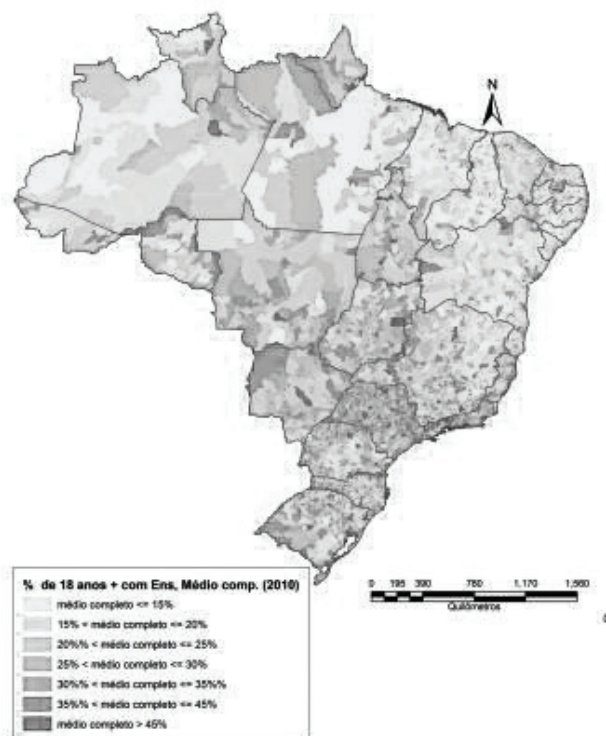 N
% de 18 anos + com Ens, Médio comp. (2010)
médio completo <= 15%
15% < médio completo <= 20%
20%% < médio completo <= 25%
25% < médio completo <= 30%
30%% < médio completo <= 35%%
35%% < médio completo <= 45%
médio completo > 45%
0 195 390 780 1,170 1,560
Quilômetros